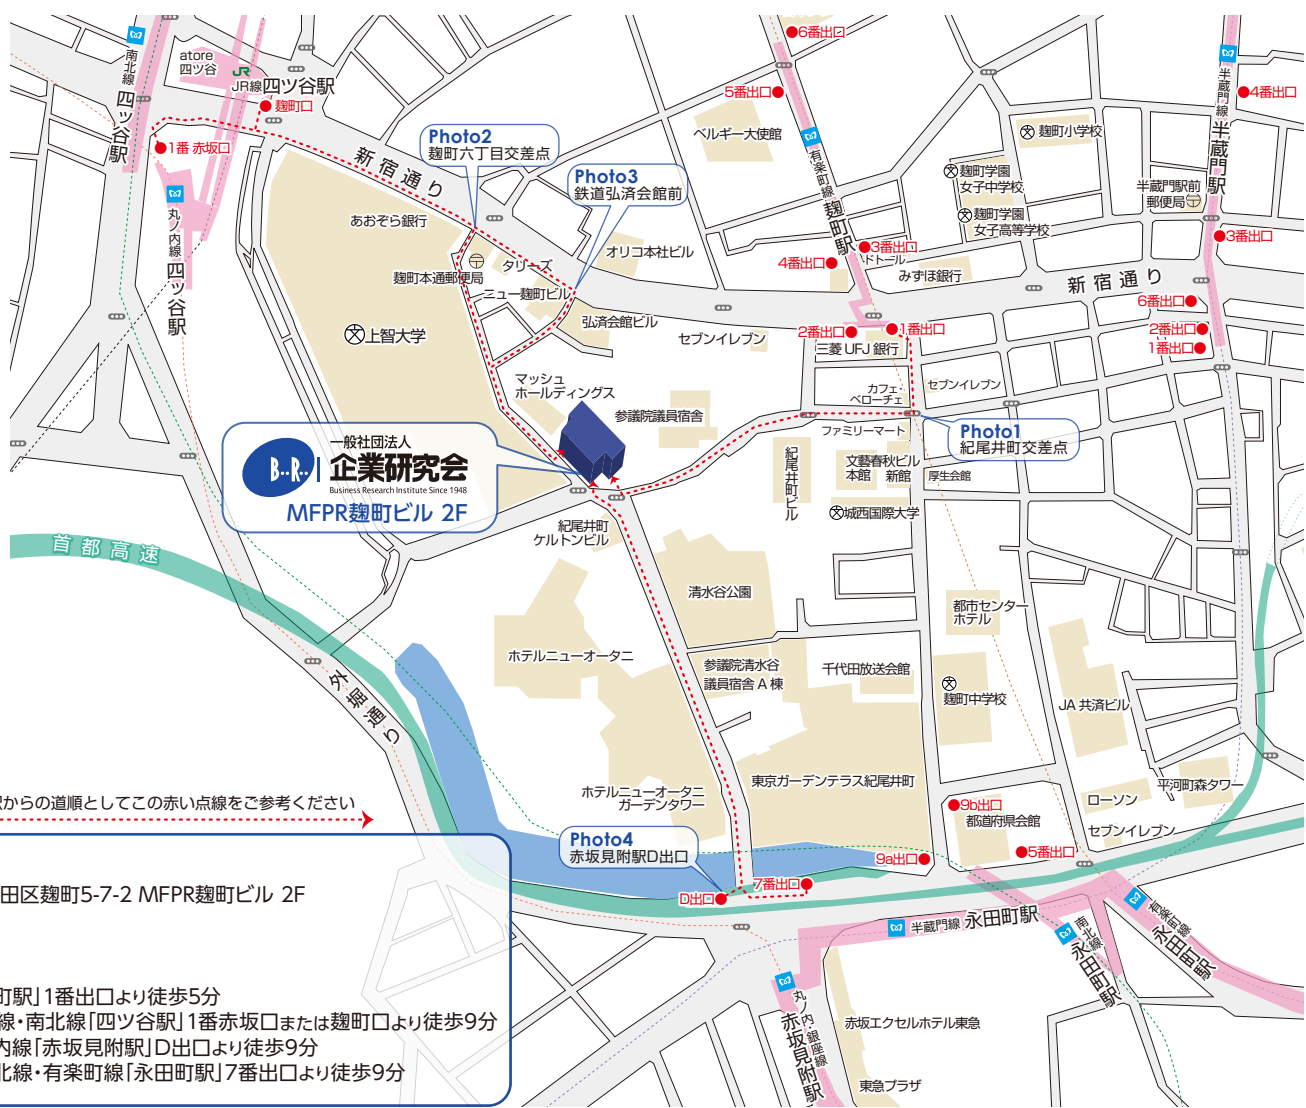 南北線
四ツ谷駅
atore
四ツ谷
JR
JR線 四ツ谷駅
麹町口
1番 赤坂口
丸ノ内線
四ツ谷駅
新宿通り
Photo2
麹町六丁目交差点
Photo3
鉄道弘済会館前
6番出口
5番出口
ベルギー大使館
有楽町線
麹町駅
半蔵門線
半蔵門駅
4番出口
麹町小学校
麹町学園
女子中学校
麹町学園
女子高等学校
半蔵門駅前
郵便局
3番出口
あおぞら銀行
麹町本通郵便局
タリーズ
ニュー麹町ビル
オリコ本社ビル
弘済会館ビル
3番出口
ドトール
4番出口
みずほ銀行
新宿通り
6番出口
2番出口
1番出口
セブンイレブン
2番出口
1番出口
三菱UFJ銀行
上智大学
マッシュ
ホールディングス
参議院議員宿舎
カフェ・
ベローチェ
セブンイレブン
ファミリーマート
Photo1
紀尾井町交差点
B..R..
一般社団法人
企業研究会
Business Research Institute Since 1948
MFPR麹町ビル 2F
紀尾井町ビル
文藝春秋ビル
本館
新館
厚生会館
城西国際大学
紀尾井町
ケルトンビル
首都高速
清水谷公園
都市センター
ホテル
ホテルニューオータニ
参議院清水谷
議員宿舎 A 棟
千代田放送会館
麹町中学校
JA 共済ビル
外堀通り
ホテルニューオータニ
ガーデンタワー
東京ガーデンテラス紀尾井町
平河町森タワー
ローソン
セブンイレブン
9b出口
都道府県会館
5番出口
9a出口
Photo4
赤坂見附駅D出口
7番出口
D出口
半蔵門線 永田町駅
南北線
永田町駅
有楽町線
永田町駅
丸ノ内・銀座線
赤坂見附駅
赤坂エクセルホテル東急
東急プラザ
からの道順としてこの赤い点線をご参考ください
田区麹町5-7-2 MFPR麹町ビル 2F
町駅」1番出口より徒歩5分
線・南北線「四ツ谷駅」1番赤坂口または麹町口より徒歩9分
内線「赤坂見附駅」D出口より徒歩9分
北線・有楽町線「永田町駅」7番出口より徒歩9分